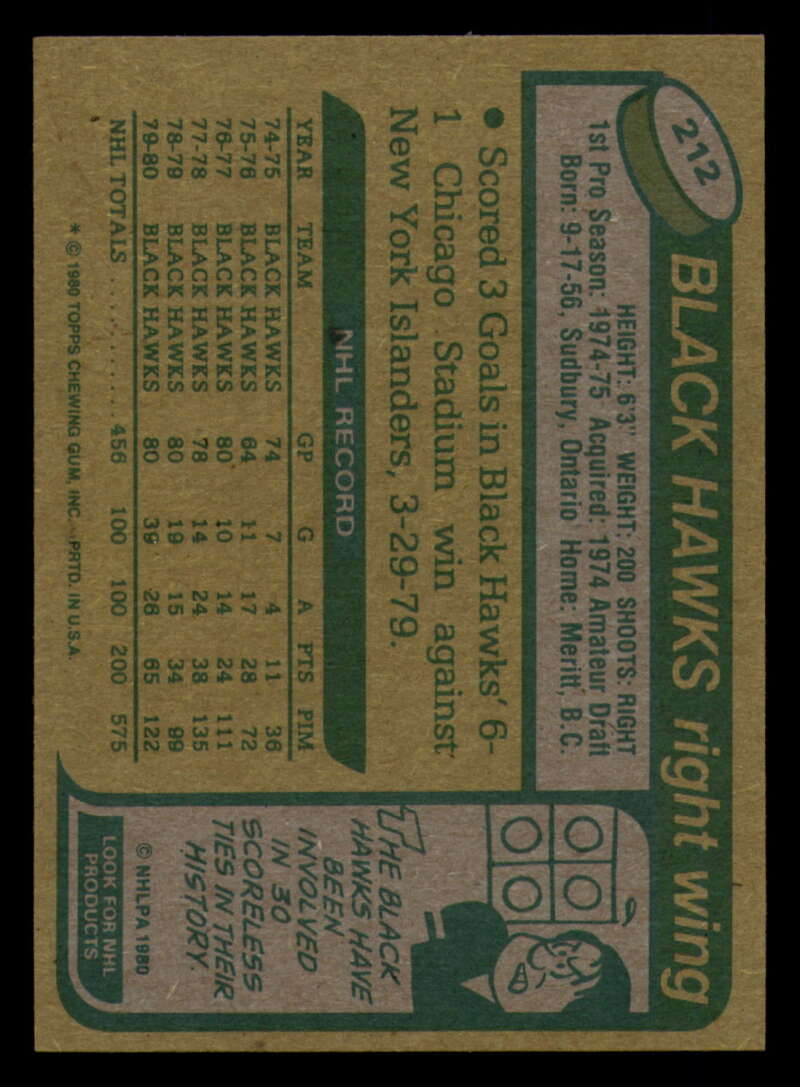 212
BLACK HAWKS right wing
HEIGHT: 6'3" WEIGHT: 200 SHOOTS: RIGHT
1st Pro Season: 1974-75 Acquired: 1974 Amateur Draft
Born: 9-17-56, Sudbury, Ontario Home: Meritt, B.C.
● Scored 3 Goals in Black Hawks' 6-
1 Chicago Stadium win against
New York Islanders, 3-29-79.
NHL RECORD
YEAR TEAM GP G A PTS PIM
74-75 BLACK HAWKS 74 7 4 11 36
75-76 BLACK HAWKS 64 11 17 28 72
76-77 BLACK HAWKS 80 10 14 24 111
77-78 BLACK HAWKS 78 14 24 38 135
78-79 BLACK HAWKS 80 19 15 34 99
79-80 BLACK HAWKS 80 39 26 65 122
NHL TOTALS ........... 456 100 100 200 575
* © 1980 TOPPS CHEWING GUM, INC. PRTD. IN U.S.A.
0 0
0 0
THE BLACK
HAWKS HAVE
BEEN
INVOLVED
IN 30
SCORELESS
TIES IN THEIR
HISTORY.
© NHLPA 1980
LOOK FOR NHL
PRODUCTS